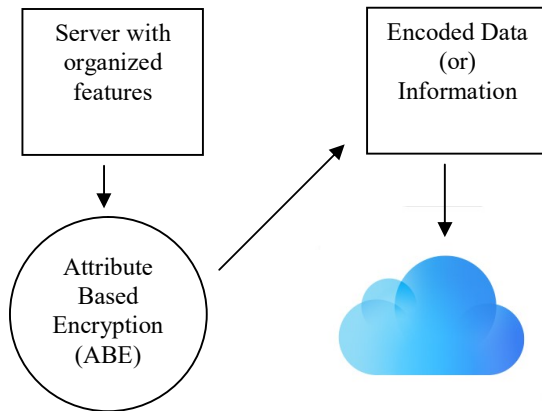 Server with
organized
features
Attribute
Based
Encryption
(ABE)
Encoded Data
(or)
Information